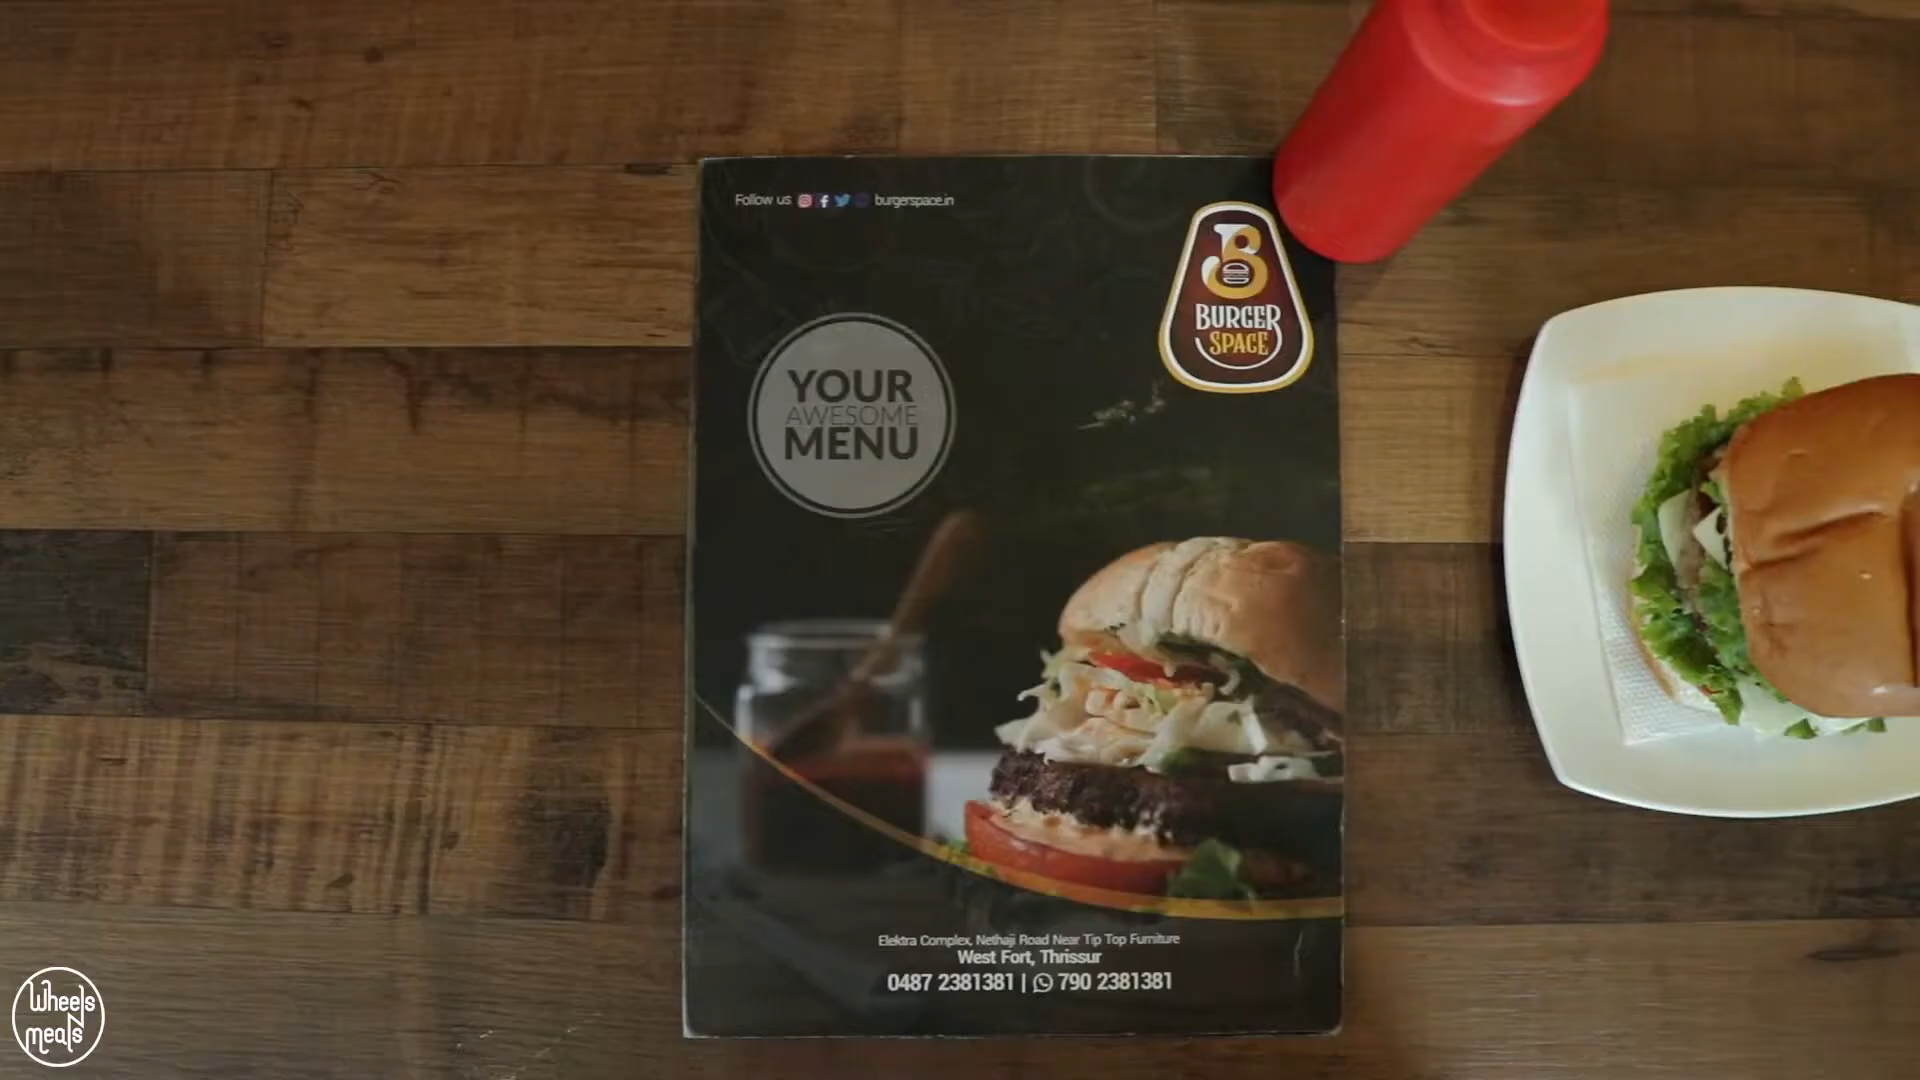 Follow us burgerspace.in
B
BURGER
SPACE
YOUR
AWESOME
MENU
Elektra Complex, Nethaji Road Near Tip Top Furniture
West Fort, Thrissur
0487 2381381 | 790 2381381
Wheels
N
meals